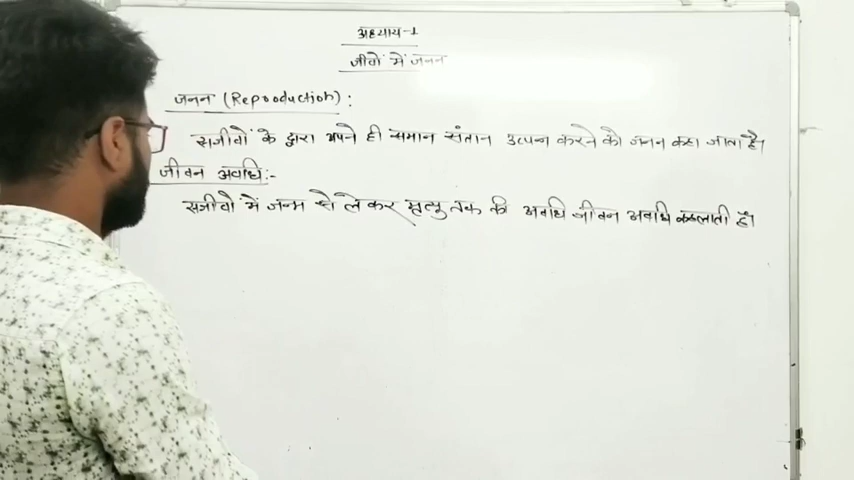 अध्याय-1
जीवों में जनन
जनन (Reproduction) :
सजीवों के द्वारा अपने ही समान संतान उत्पन्न करने को जनन कहा जाता है।
जीवन अवधि:-
सजीवों में जन्म से लेकर मृत्यु तक की अवधि जीवन अवधि कहलाती है।